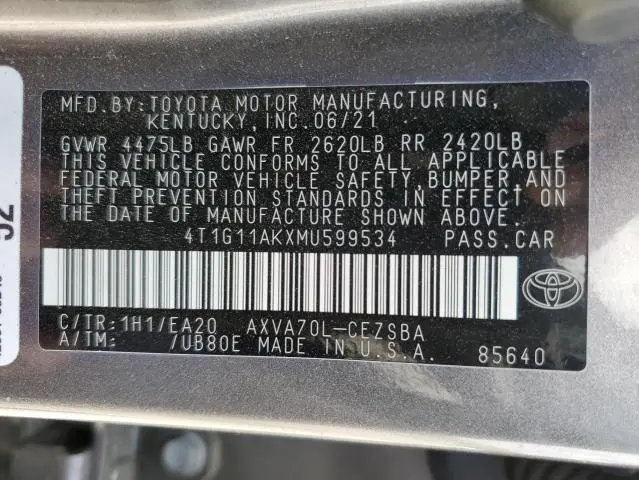 MFD.BY:TOYOTA MOTOR MANUFACTURING,
KENTUCKY,INC.06/21
GVWR 4475LB GAWR FR 2620LB RR 2420LB
THIS VEHICLE CONFORMS TO ALL APPLICABLE
FEDERAL MOTOR VEHICLE SAFETY,BUMPER,AND
THEFT PREVENTION STANDARDS IN EFFECT ON
THE DATE OF MANUFACTURE SHOWN ABOVE.
4T1G11AKXMU599534 PASS.CAR
C/TR:1H1/EA20 AXVA70L-CEZSBA
A/TM: /UB80E MADE IN U.S.A. 85640
52